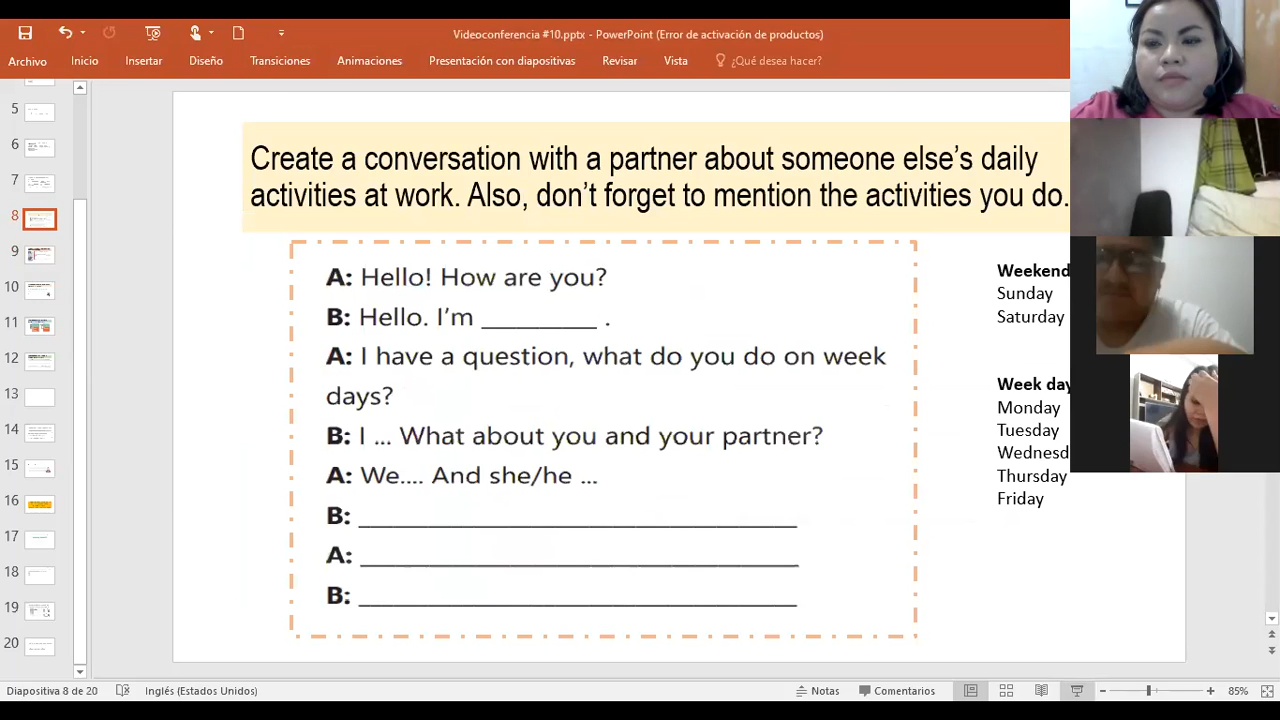 Videoconferencia #10.pptx - PowerPoint (Error de activación de productos)
Archivo Inicio Insertar Diseño Transiciones Animaciones Presentación con diapositivas Revisar Vista ¿Qué desea hacer?
5
6
7
8
9
10
11
12
13
14
15
16
17
18
19
20
Create a conversation with a partner about someone else's daily
activities at work. Also, don't forget to mention the activities you do.
A: Hello! How are you?
B: Hello. I'm _________ .
A: I have a question, what do you do on week
days?
B: I ... What about you and your partner?
A: We.... And she/he ...
B: __________________________________
A: __________________________________
B: __________________________________
Weekend
Sunday
Saturday
Week day
Monday
Tuesday
Wednesd
Thursday
Friday
Diapositiva 8 de 20 Inglés (Estados Unidos) Notas Comentarios 85%